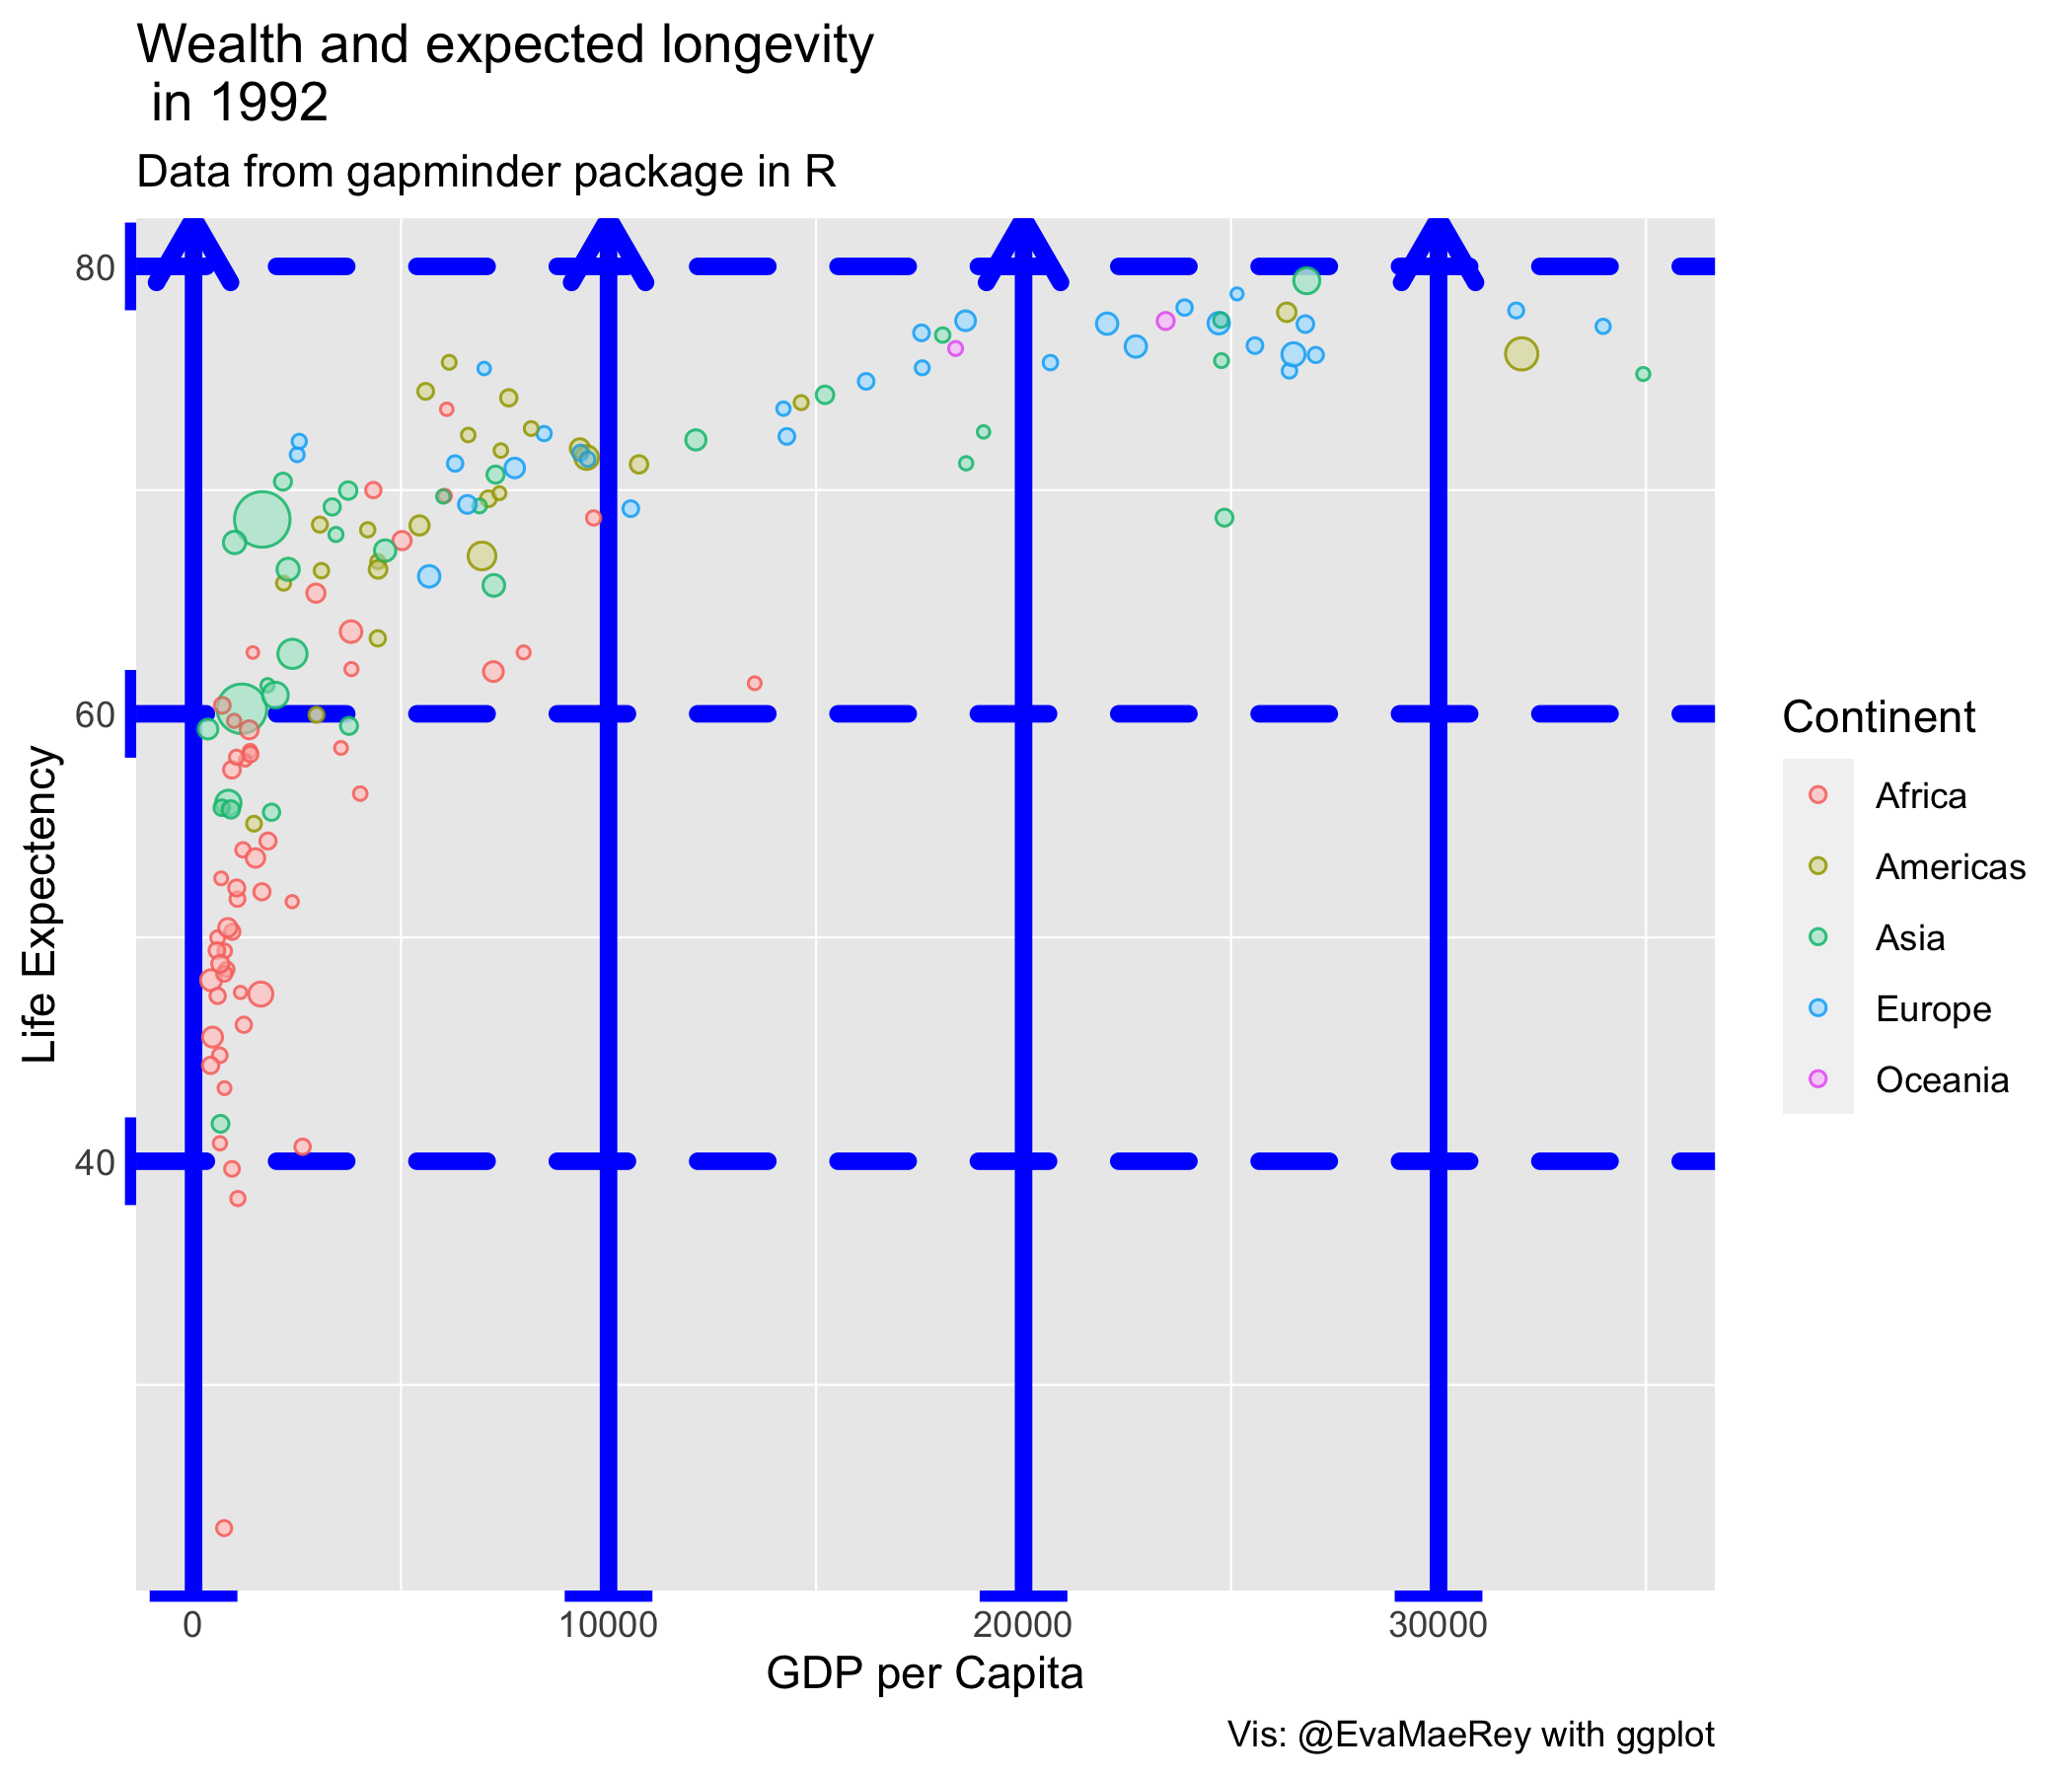 Wealth and expected longevity
in 1992
Data from gapminder package in R
80
60
40
Life Expectency
0 10000 20000 30000
GDP per Capita
Continent
Africa
Americas
Asia
Europe
Oceania
Vis: @EvaMaeRey with ggplot